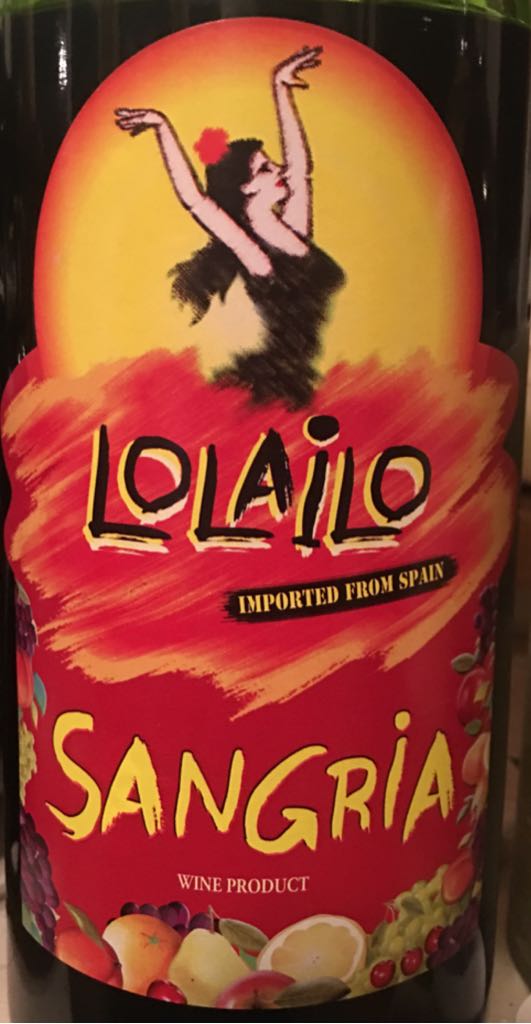 LOLAiLO
IMPORTED FROM SPAIN
SANGRiA
WINE PRODUCT